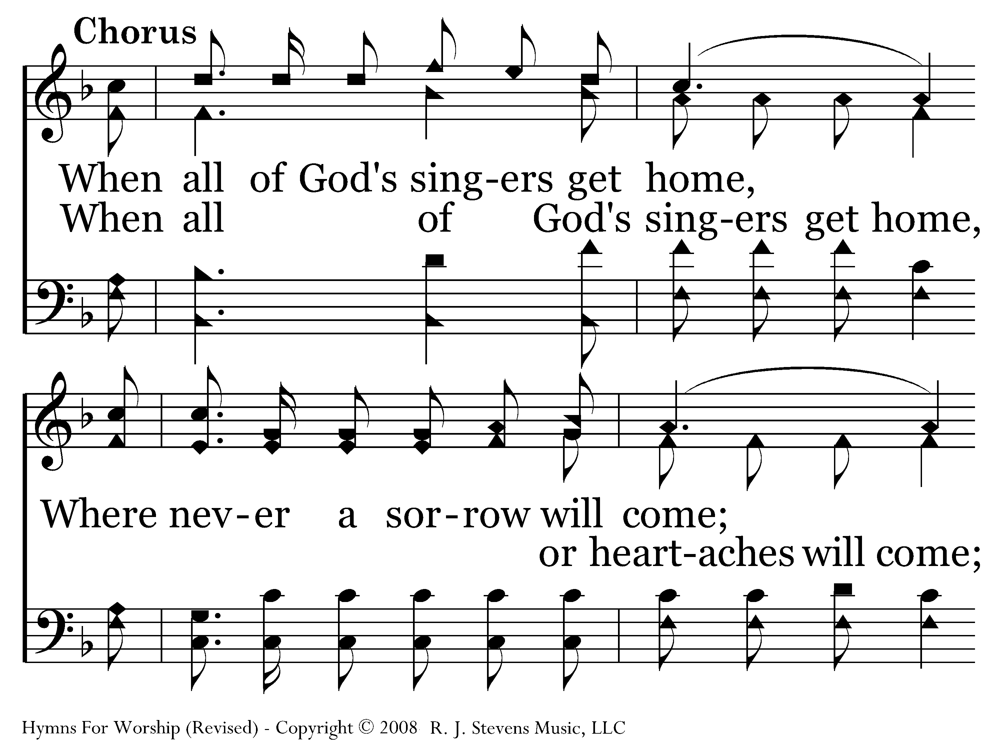 Chorus
When all of God's sing-ers get home,
When all of God's sing-ers get home,
Where nev-er a sor-row will come;
or heart-aches will come;
Hymns For Worship (Revised) - Copyright © 2008 R. J. Stevens Music, LLC